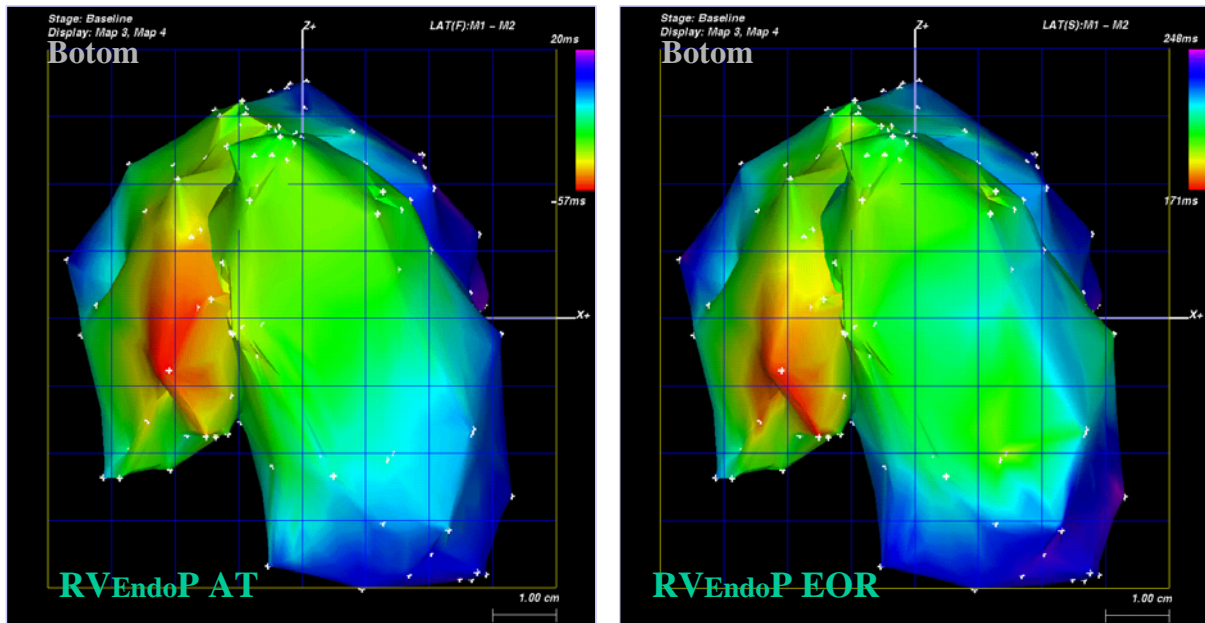 Stage: Baseline
Display: Map 3, Map 4
Z+
LAT(F):M1 – M2
20ms
Botom
-57ms
X+
RVEndoP AT
1.00 cm
Stage: Baseline
Display: Map 3, Map 4
Z+
LAT(S):M1 – M2
248ms
Botom
171ms
X+
RVEndoP EOR
1.00 cm